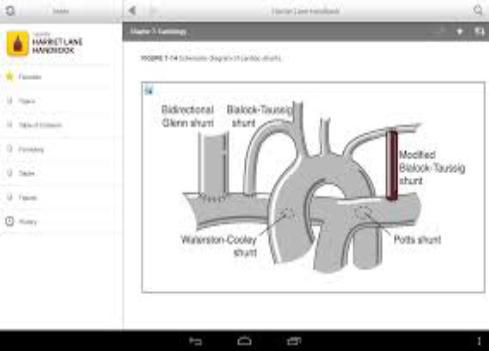 Index
HARRIET LANE
HANDBOOK
Favorites
Topics
Table of Contents
Formulary
Tables
Figures
History
Harriet Lane Handbook
Chapter 7: Cardiology
FIGURE 7-14 Schematic diagram of cardiac shunts.
Bidirectional
Glenn shunt
Blalock-Taussig
shunt
Modified
Blalock-Taussig
shunt
Waterston-Cooley
shunt
Potts shunt